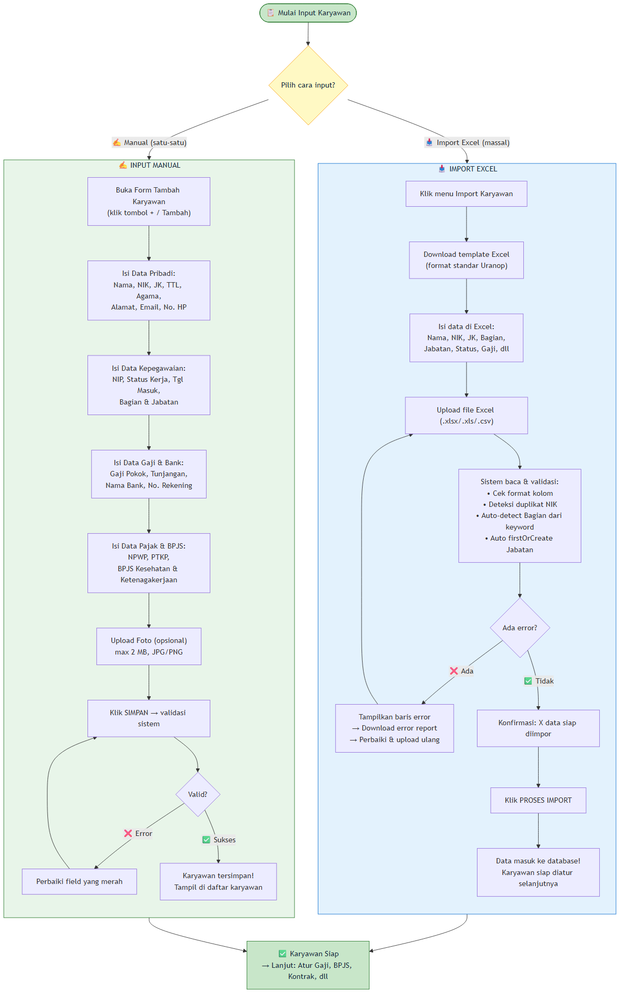 📋 Mulai Input Karyawan
Pilih cara input?
✍️ Manual (satu-satu)
📥 Import Excel (massal)
✍️ INPUT MANUAL
Buka Form Tambah
Karyawan
(klik tombol + / Tambah)
Isi Data Pribadi:
Nama, NIK, JK, TTL,
Agama,
Alamat, Email, No. HP
Isi Data Kepegawaian:
NIP, Status Kerja, Tgl
Masuk,
Bagian & Jabatan
Isi Data Gaji & Bank:
Gaji Pokok, Tunjangan,
Nama Bank, No. Rekening
Isi Data Pajak & BPJS:
NPWP, PTKP,
BPJS Kesehatan &
Ketenagakerjaan
Upload Foto (opsional)
max 2 MB, JPG/PNG
Klik SIMPAN → validasi
sistem
Valid?
❌ Error
✅ Sukses
Perbaiki field yang merah
Karyawan tersimpan!
Tampil di daftar karyawan
📥 IMPORT EXCEL
Klik menu Import Karyawan
Download template Excel
(format standar Uranop)
Isi data di Excel:
Nama, NIK, JK, Bagian,
Jabatan, Status, Gaji, dll
Upload file Excel
(.xlsx/.xls/.csv)
Sistem baca & validasi:
• Cek format kolom
• Deteksi duplikat NIK
• Auto-detect Bagian dari
keyword
• Auto firstOrCreate
Jabatan
Ada error?
❌ Ada
✅ Tidak
Tampilkan baris error
→ Download error report
→ Perbaiki & upload ulang
Konfirmasi: X data siap
diimpor
Klik PROSES IMPORT
Data masuk ke database!
Karyawan siap diatur
selanjutnya
✅ Karyawan Siap
→ Lanjut: Atur Gaji, BPJS,
Kontrak, dll